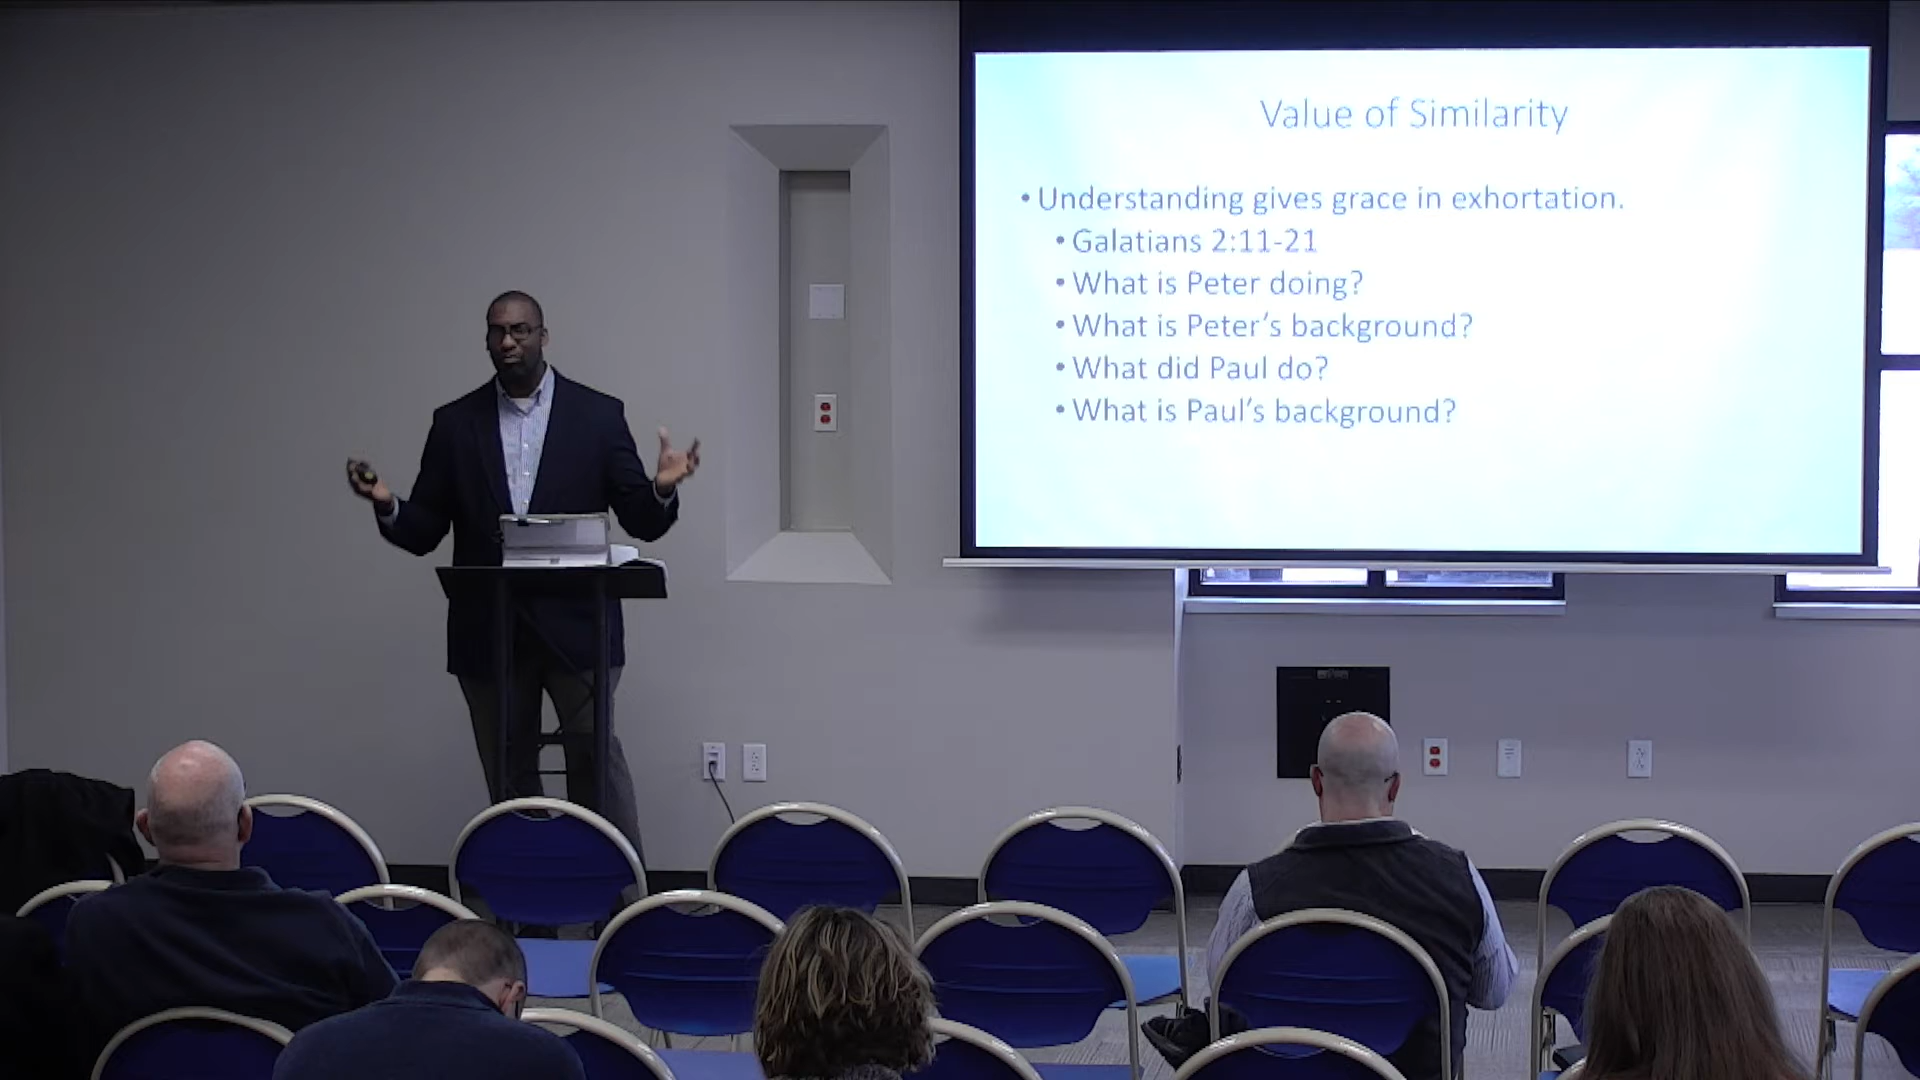 Value of Similarity
• Understanding gives grace in exhortation.
• Galatians 2:11-21
• What is Peter doing?
• What is Peter's background?
• What did Paul do?
• What is Paul's background?